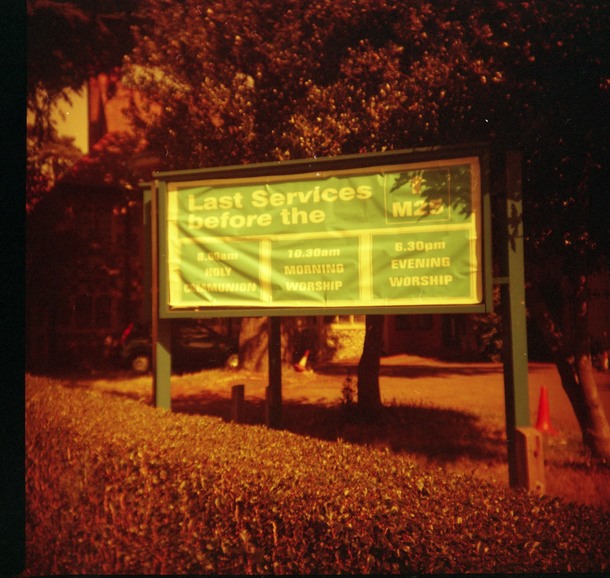 Last Services
before the
M25
8.00am
HOLY
COMMUNION
10.30am
MORNING
WORSHIP
6.30pm
EVENING
WORSHIP